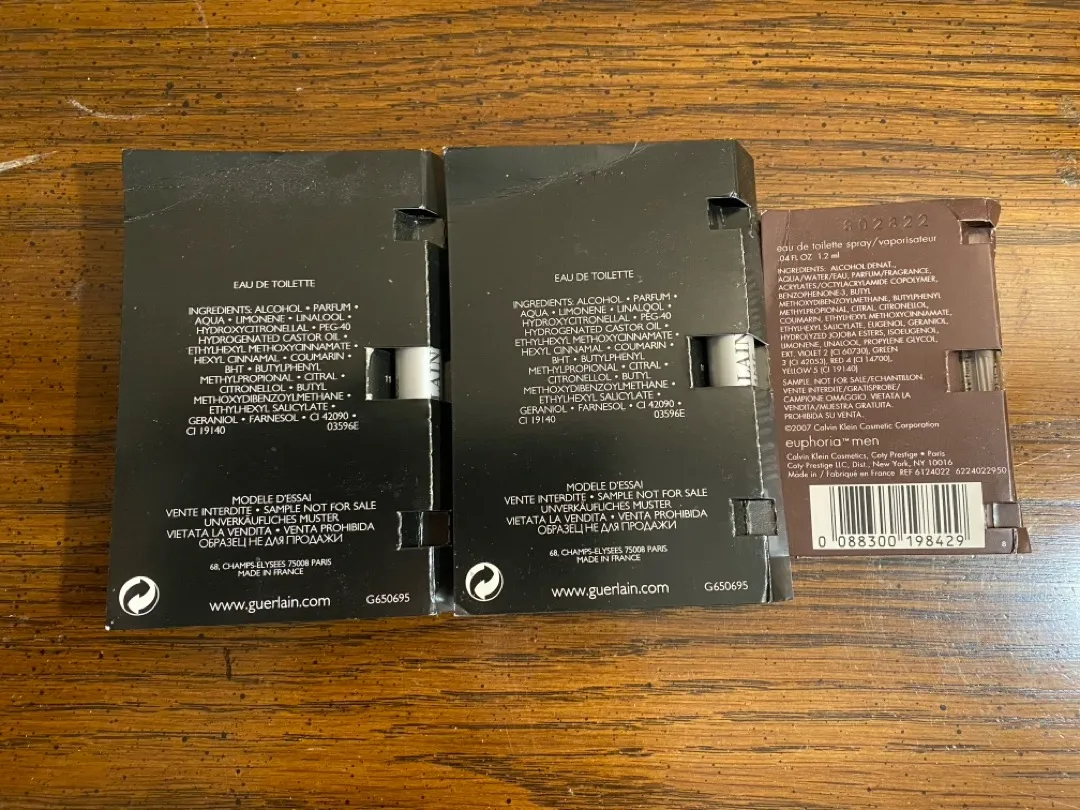 EAU DE TOILETTE
INGREDIENTS: ALCOHOL • PARFUM •
AQUA • LIMONENE • LINALOOL •
HYDROXYCITRONELLAL • PEG-40
HYDROGENATED CASTOR OIL •
ETHYLHEXYL METHOXYCINNAMATE •
HEXYL CINNAMAL • COUMARIN •
BHT • BUTYLPHENYL
METHYLPROPIONAL • CITRAL •
CITRONELLOL • BUTYL
METHOXYDIBENZOYLMETHANE •
ETHYLHEXYL SALICYLATE •
GERANIOL • FARNESOL • CI 42090 •
CI 19140 03596E
MODELE D'ESSAI
VENTE INTERDITE • SAMPLE NOT FOR SALE
UNVERKÄUFLICHES MUSTER
VIETATA LA VENDITA • VENTA PROHIBIDA
ОБРАЗЕЦ НЕ ДЛЯ ПРОДАЖИ
68, CHAMPS-ELYSEES 75008 PARIS
MADE IN FRANCE
www.guerlain.com G650695
11
LAIN
EAU DE TOILETTE
INGREDIENTS: ALCOHOL • PARFUM •
AQUA • LIMONENE • LINALOOL •
HYDROXYCITRONELLAL • PEG-40
HYDROGENATED CASTOR OIL •
ETHYLHEXYL METHOXYCINNAMATE •
HEXYL CINNAMAL • COUMARIN •
BHT • BUTYLPHENYL
METHYLPROPIONAL • CITRAL •
CITRONELLOL • BUTYL
METHOXYDIBENZOYLMETHANE •
ETHYLHEXYL SALICYLATE •
GERANIOL • FARNESOL • CI 42090 •
CI 19140 03596E
MODELE D'ESSAI
VENTE INTERDITE • SAMPLE NOT FOR SALE
UNVERKÄUFLICHES MUSTER
VIETATA LA VENDITA • VENTA PROHIBIDA
ОБРАЗЕЦ НЕ ДЛЯ ПРОДАЖИ
68, CHAMPS-ELYSEES 75008 PARIS
MADE IN FRANCE
www.guerlain.com G650695
LAIN
eau de toilette spray/vaporisateur
.04 FL OZ. 1.2 ml
INGREDIENTS: ALCOHOL DENAT.,
AQUA/WATER/EAU, PARFUM/FRAGRANCE,
ACRYLATES/OCTYLACRYLAMIDE COPOLYMER,
BENZOPHENONE-3, BUTYL
METHOXYDIBENZOYLMETHANE, BUTYLPHENYL
METHYLPROPIONAL, CITRAL, CITRONELLOL,
COUMARIN, ETHYLHEXYL METHOXYCINNAMATE,
ETHYLHEXYL SALICYLATE, EUGENOL, GERANIOL,
HYDROLYZED JOJOBA ESTERS, ISOEUGENOL,
LIMONENE, LINALOOL, PROPYLENE GLYCOL,
EXT. VIOLET 2 (CI 60730), GREEN
3 (CI 42053), RED 4 (CI 14700),
YELLOW 5 (CI 19140)
SAMPLE, NOT FOR SALE/ECHANTILLON.
VENTE INTERDITE/GRATISPROBE/
CAMPIONE OMAGGIO. VIETATA LA
VENDITA/MUESTRA GRATUITA.
PROHIBIDA SU VENTA.
©2007 Calvin Klein Cosmetic Corporation
euphoria™ men
Calvin Klein Cosmetics, Coty Prestige • Paris
Coty Prestige LLC, Dist., New York, NY 10016
Made in / Fabriqué en France REF 6124022 6224022950
0 088300 198429
8